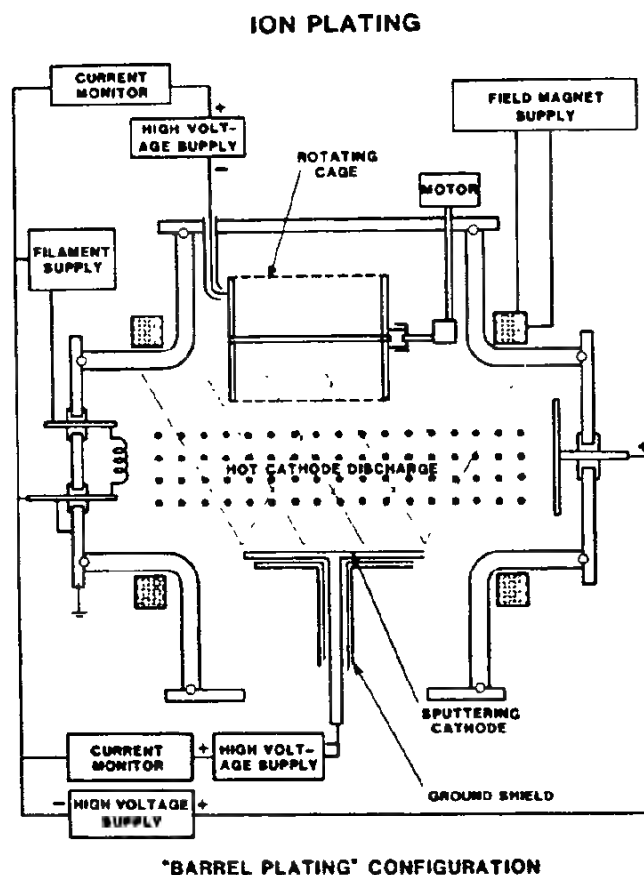 ION PLATING
CURRENT
MONITOR
FIELD MAGNET
SUPPLY
+
HIGH VOLT-
AGE SUPPLY
−
ROTATING
CAGE
MOTOR
FILAMENT
SUPPLY
HOT CATHODE DISCHARGE
+
SPUTTERING
CATHODE
CURRENT
MONITOR
+
HIGH VOLT-
AGE SUPPLY
GROUND SHIELD
−
HIGH VOLTAGE
SUPPLY
+
"BARREL PLATING" CONFIGURATION